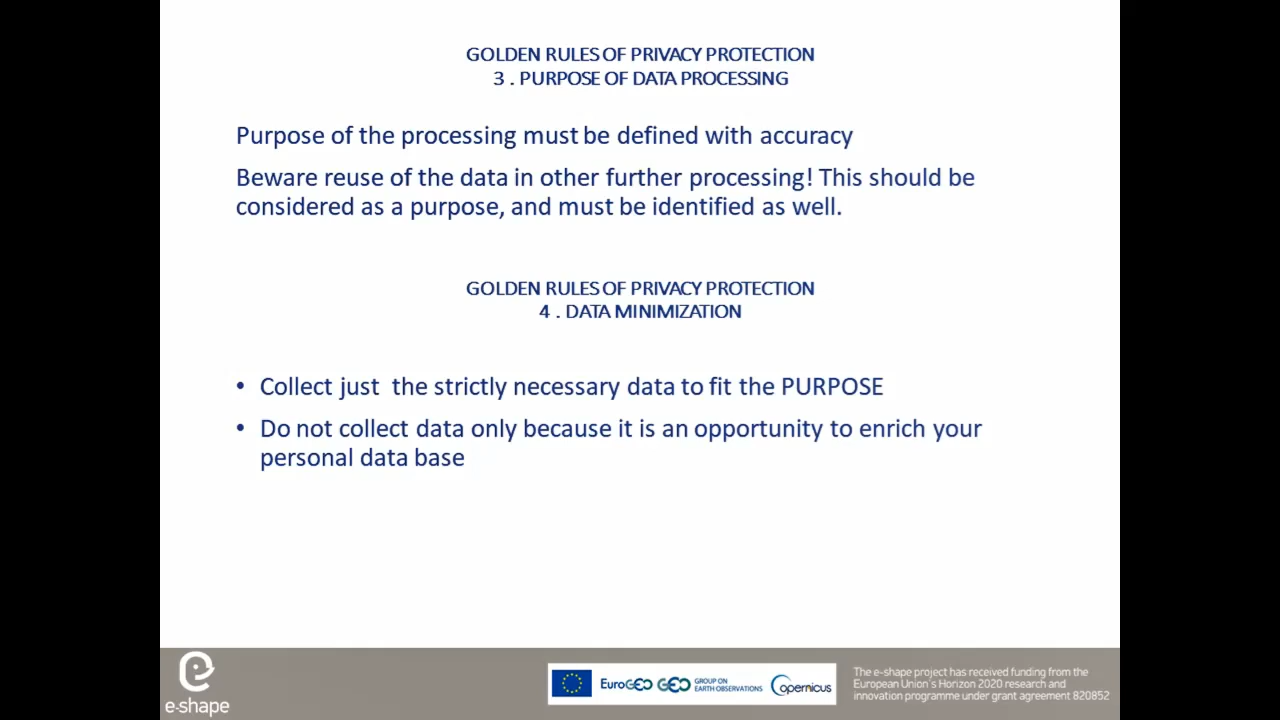 GOLDEN RULES OF PRIVACY PROTECTION
3 . PURPOSE OF DATA PROCESSING
Purpose of the processing must be defined with accuracy
Beware reuse of the data in other further processing! This should be
considered as a purpose, and must be identified as well.
GOLDEN RULES OF PRIVACY PROTECTION
4 . DATA MINIMIZATION
• Collect just  the strictly necessary data to fit the PURPOSE
• Do not collect data only because it is an opportunity to enrich your
personal data base
e-shape
EuroGEO
GEO
GROUP ON
EARTH OBSERVATIONS
Copernicus
The e-shape project has received funding from the
European Union's Horizon 2020 research and
innovation programme under grant agreement 820852